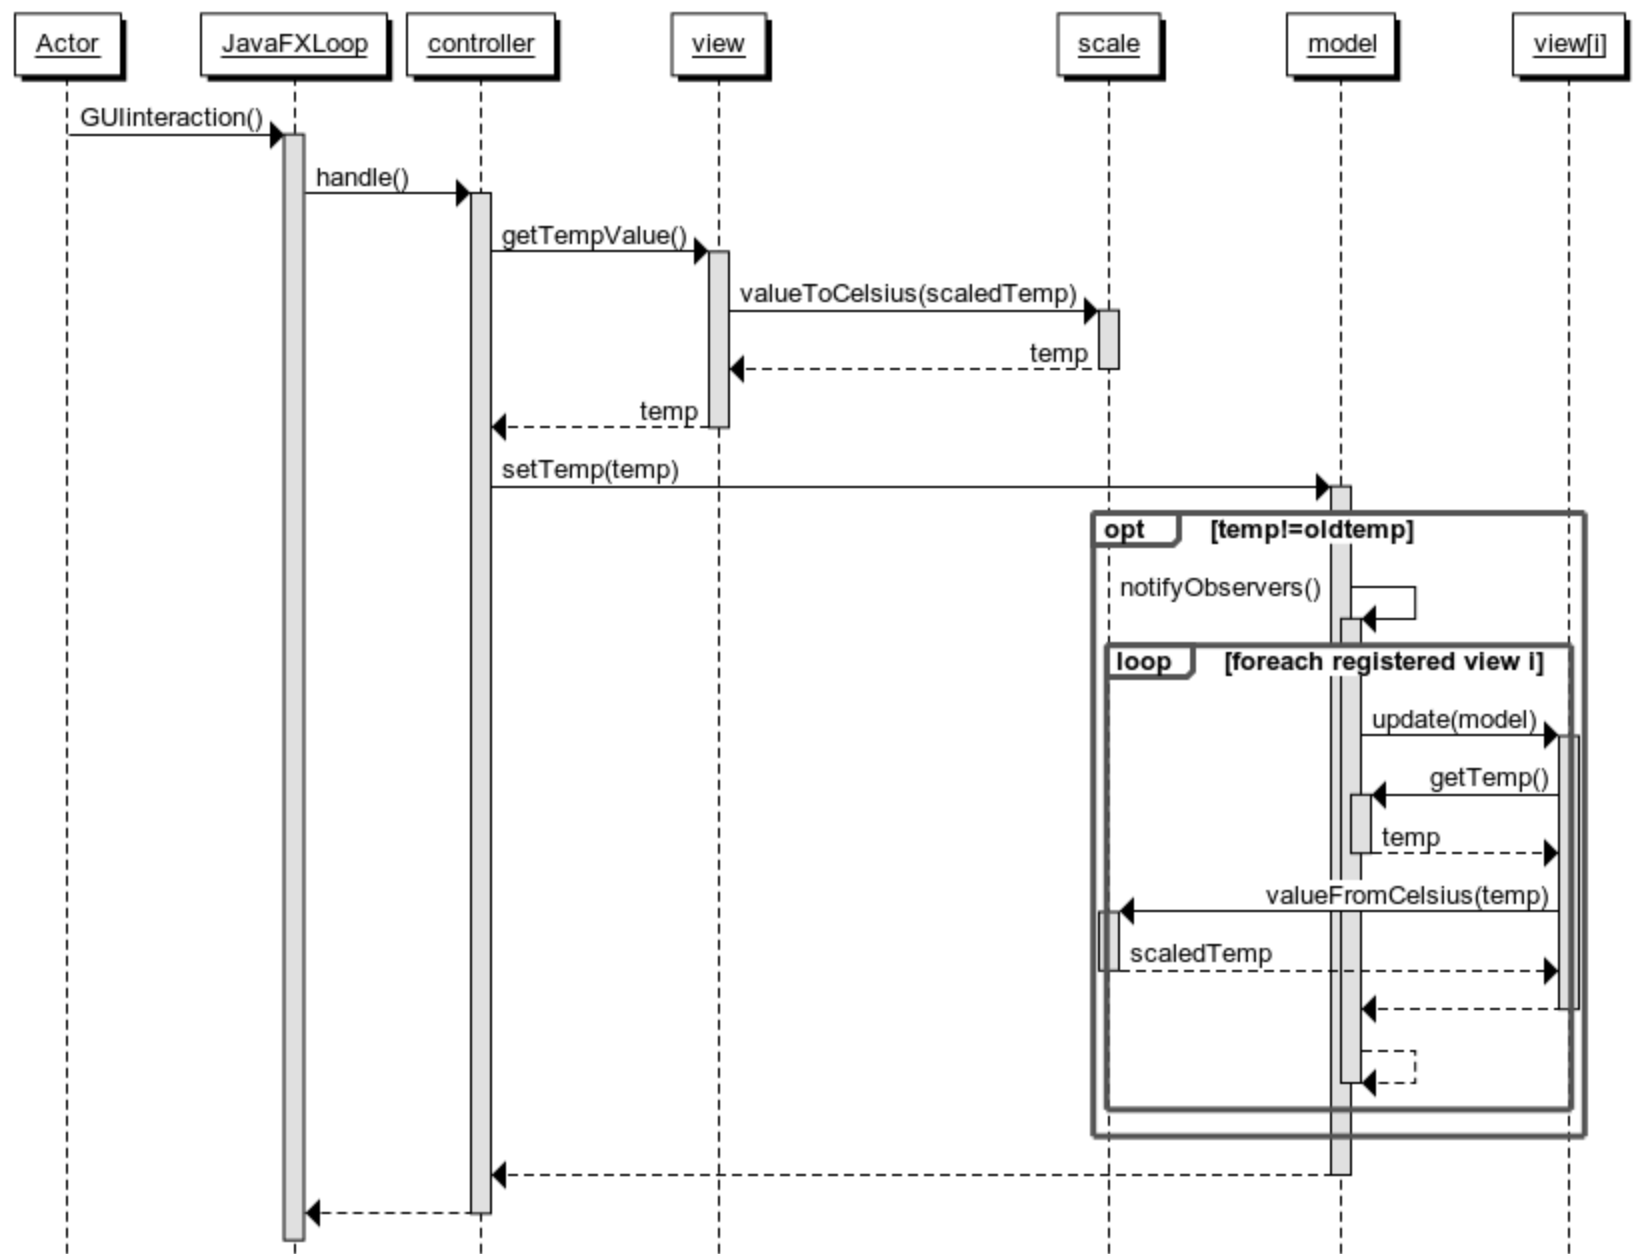 Actor
JavaFXLoop
controller
view
scale
model
view[i]
GUIinteraction()
handle()
getTempValue()
valueToCelsius(scaledTemp)
temp
temp
setTemp(temp)
opt [temp!=oldtemp]
notifyObservers()
loop [foreach registered view i]
update(model)
getTemp()
temp
valueFromCelsius(temp)
scaledTemp